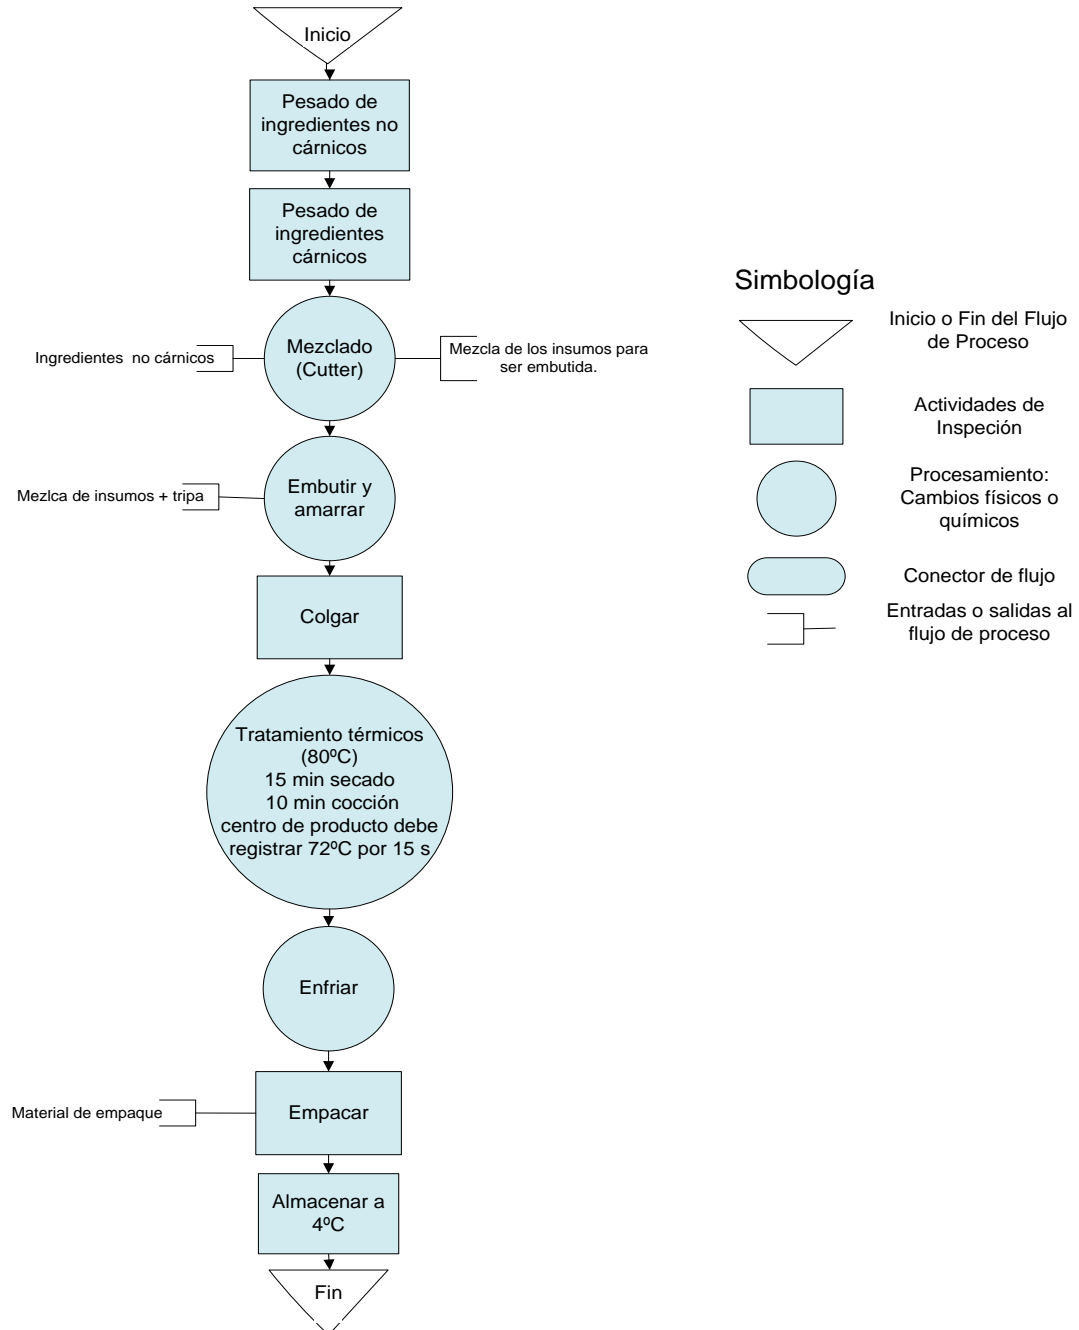 Inicio
Pesado de
ingredientes no
cárnicos
Pesado de
ingredientes
cárnicos
Ingredientes no cárnicos
Mezclado
(Cutter)
Mezcla de los insumos para
ser embutida.
Mezlca de insumos + tripa
Embutir y
amarrar
Colgar
Tratamiento térmicos
(80ºC)
15 min secado
10 min cocción
centro de producto debe
registrar 72ºC por 15 s
Enfriar
Material de empaque
Empacar
Almacenar a
4ºC
Fin
Simbología
Inicio o Fin del Flujo
de Proceso
Actividades de
Inspeción
Procesamiento:
Cambios físicos o
químicos
Conector de flujo
Entradas o salidas al
flujo de proceso